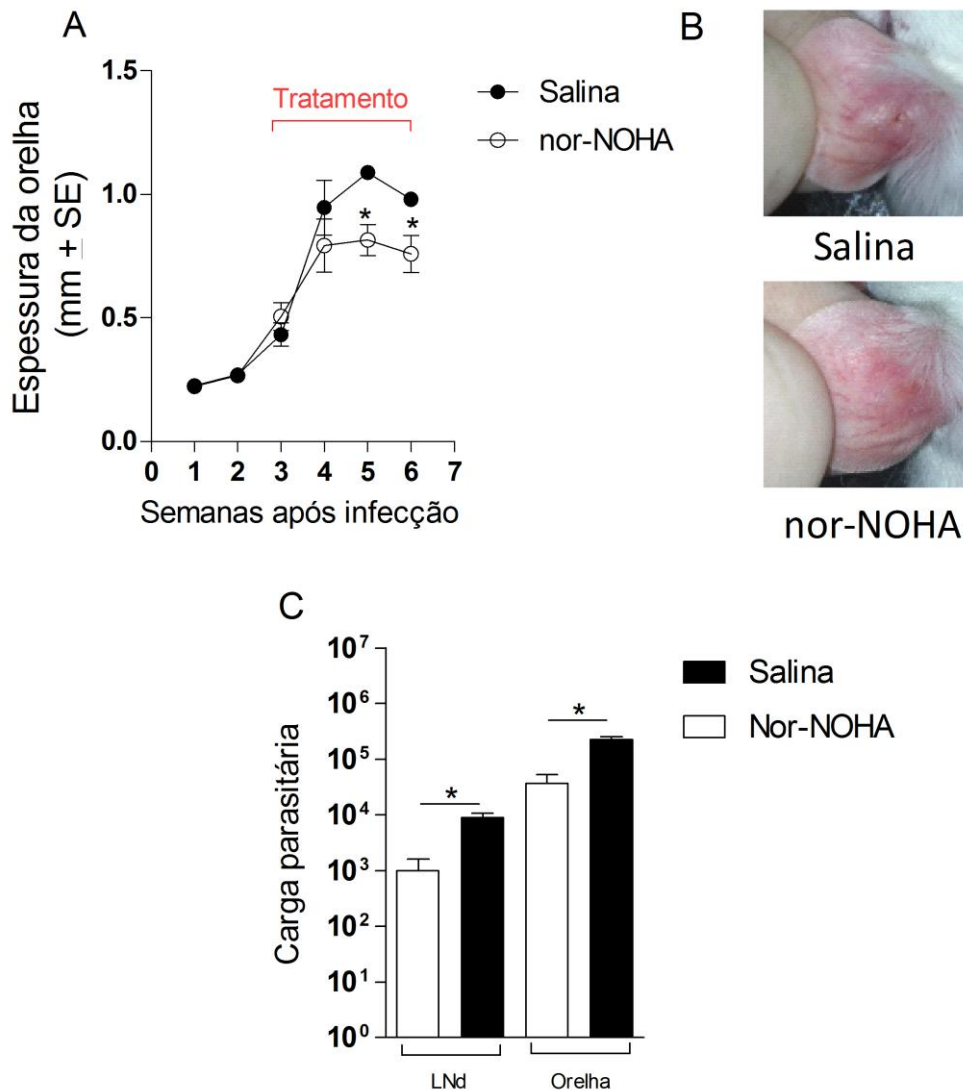 A
Espessura da orelha
(mm ± SE)
1.5
1.0
0.5
0.0
Tratamento
*
*
0 1 2 3 4 5 6 7
Semanas após infecção
Salina
nor-NOHA
B
Salina
nor-NOHA
C
Carga parasitária
10⁷
10⁶
10⁵
10⁴
10³
10²
10¹
10⁰
*
*
LNd Orelha
Salina
Nor-NOHA